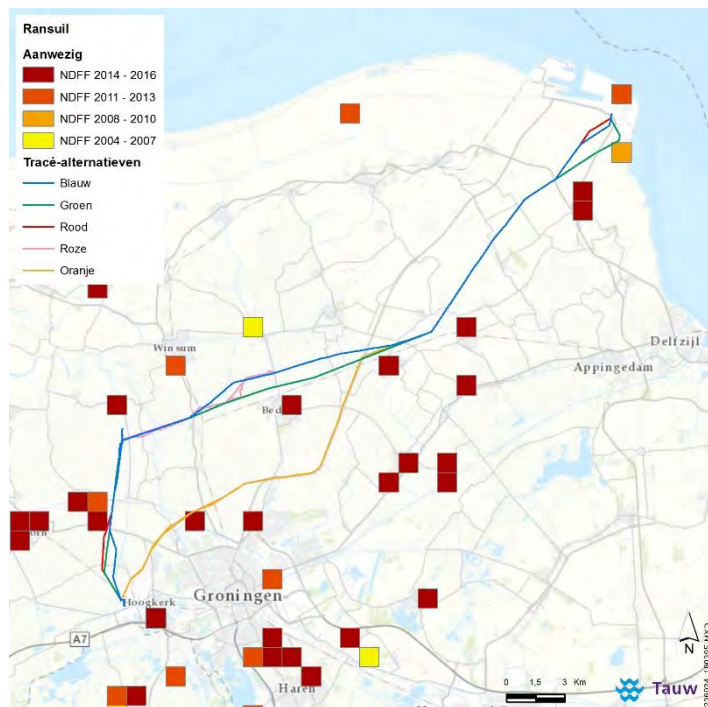 Ransuil
Aanwezig
NDFF 2014 - 2016
NDFF 2011 - 2013
NDFF 2008 - 2010
NDFF 2004 - 2007
Tracé-alternatieven
Blauw
Groen
Rood
Roze
Oranje
Winsum
Delfzijl
Appingedam
Bed
Groningen
Hoogkerk
A7
Haren
N
0 1.5 3 Km
Tauw